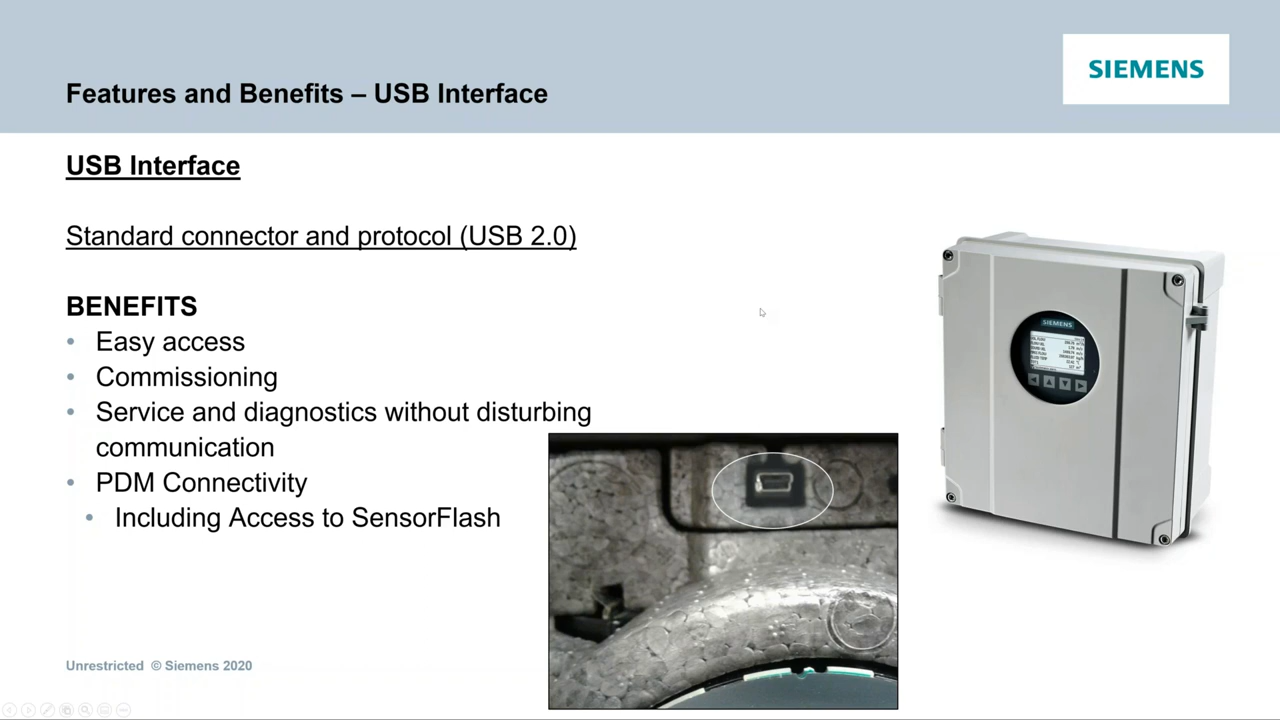 SIEMENS
Features and Benefits – USB Interface
USB Interface
Standard connector and protocol (USB 2.0)
BENEFITS
• Easy access
• Commissioning
• Service and diagnostics without disturbing
communication
• PDM Connectivity
• Including Access to SensorFlash
SIEMENS
Unrestricted © Siemens 2020